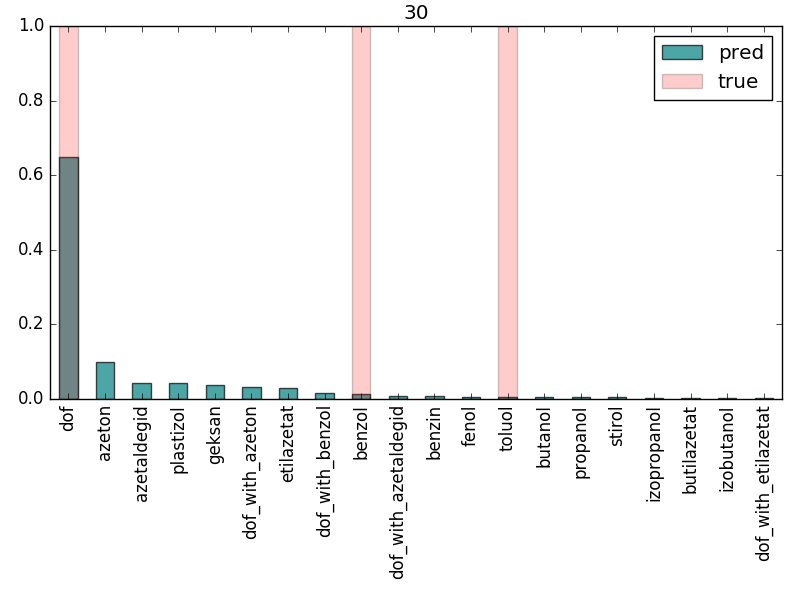 30
1.0
0.8
0.6
0.4
0.2
0.0
pred
true
dof
azeton
azetaldegid
plastizol
geksan
dof_with_azeton
etilazetat
dof_with_benzol
benzol
dof_with_azetaldegid
benzin
fenol
toluol
butanol
propanol
stirol
izopropanol
butilazetat
izobutanol
dof_with_etilazetat